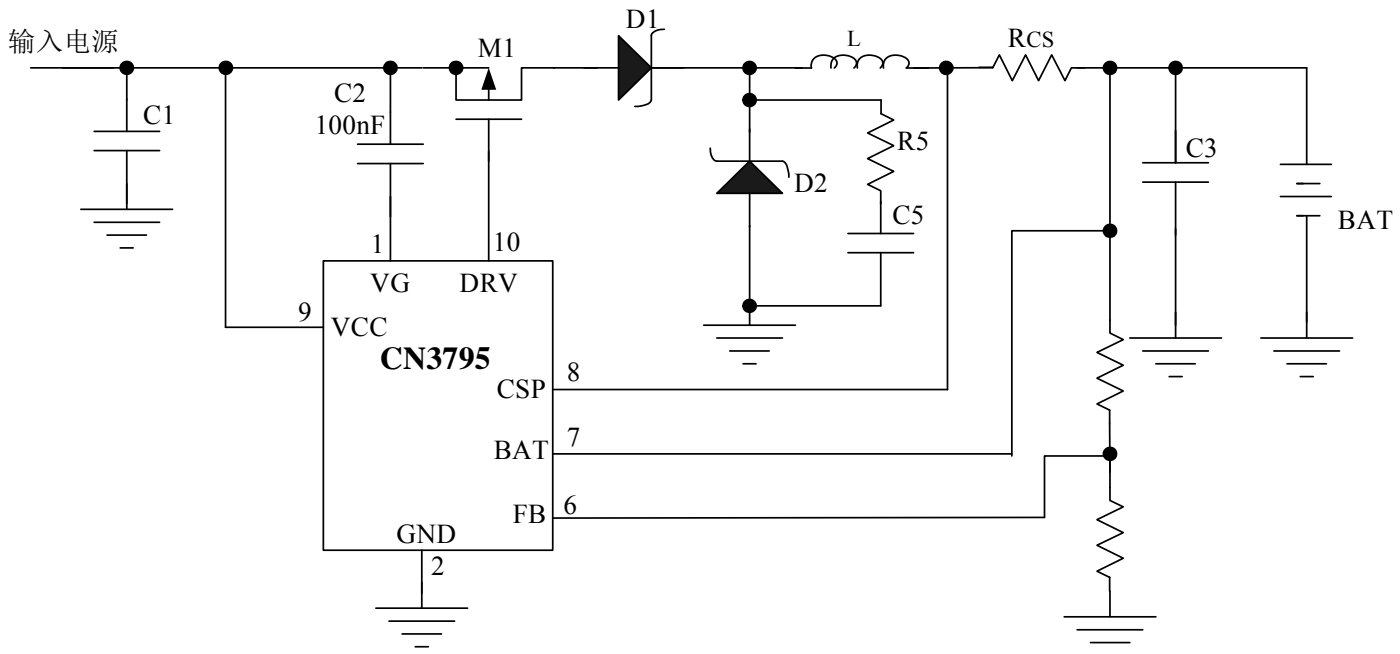 输入电源
D1
M1
L
RCS
C2
100nF
C1
R5
C3
D2
C5
BAT
1
10
VG
DRV
9
VCC
CN3795
8
CSP
BAT
7
FB
6
GND
2